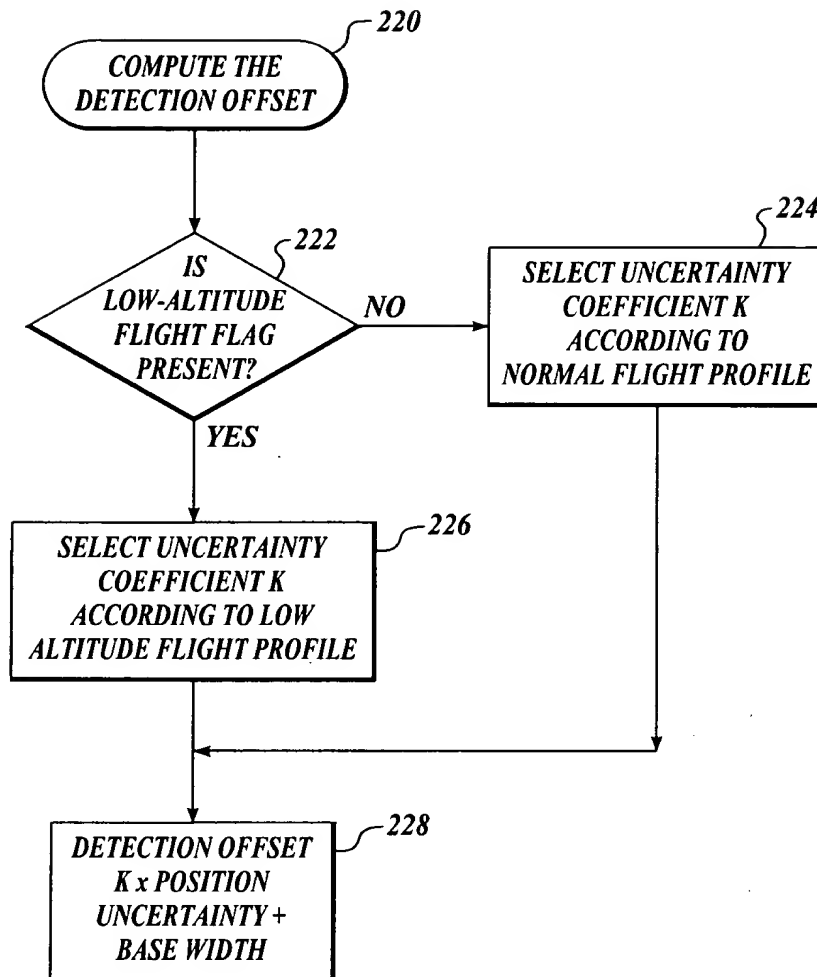 220
COMPUTE THE
DETECTION OFFSET
222
IS
LOW-ALTITUDE
FLIGHT FLAG
PRESENT?
NO
YES
224
SELECT UNCERTAINTY
COEFFICIENT K
ACCORDING TO
NORMAL FLIGHT PROFILE
226
SELECT UNCERTAINTY
COEFFICIENT K
ACCORDING TO LOW
ALTITUDE FLIGHT PROFILE
228
DETECTION OFFSET
K x POSITION
UNCERTAINTY +
BASE WIDTH